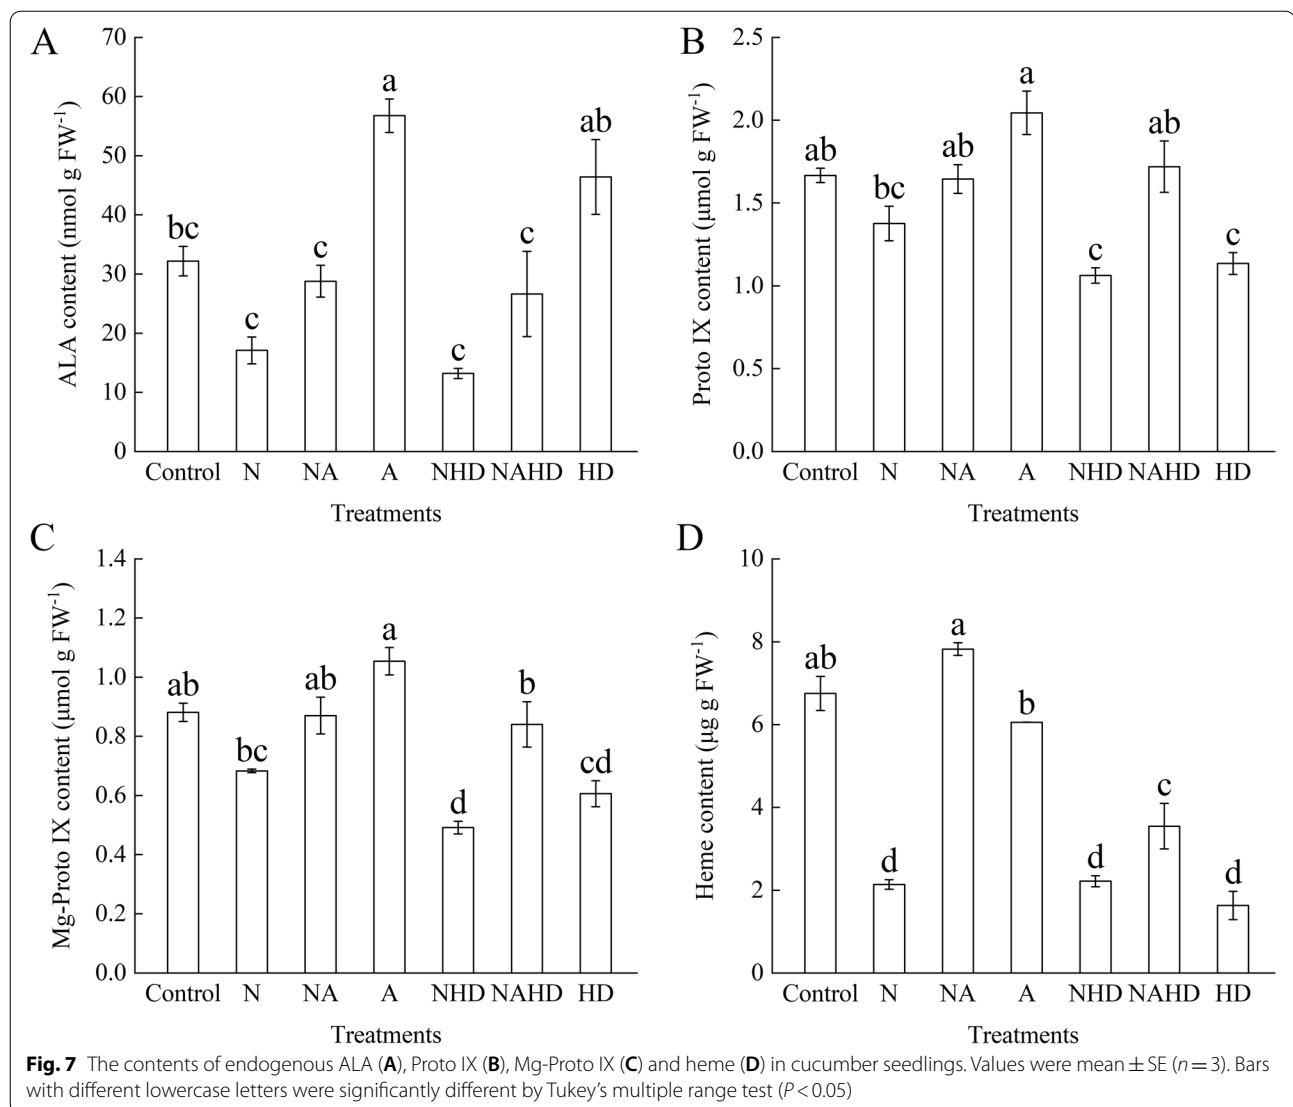 A
70
60
50
40
30
20
10
0
ALA content (nmol g FW⁻¹)
bc
c
c
a
c
c
ab
Control N NA A NHD NAHD HD
Treatments
B
2.5
2.0
1.5
1.0
0.5
0.0
Proto IX content (μmol g FW⁻¹)
ab
bc
ab
a
c
ab
c
Control N NA A NHD NAHD HD
Treatments
C
1.4
1.2
1.0
0.8
0.6
0.4
0.2
0.0
Mg-Proto IX content (μmol g FW⁻¹)
ab
bc
ab
a
d
b
cd
Control N NA A NHD NAHD HD
Treatments
D
10
8
6
4
2
0
Heme content (μg g FW⁻¹)
ab
d
a
b
d
c
d
Control N NA A NHD NAHD HD
Treatments
Fig. 7 The contents of endogenous ALA (A), Proto IX (B), Mg-Proto IX (C) and heme (D) in cucumber seedlings. Values were mean ± SE (n = 3). Bars
with different lowercase letters were significantly different by Tukey's multiple range test (P < 0.05)